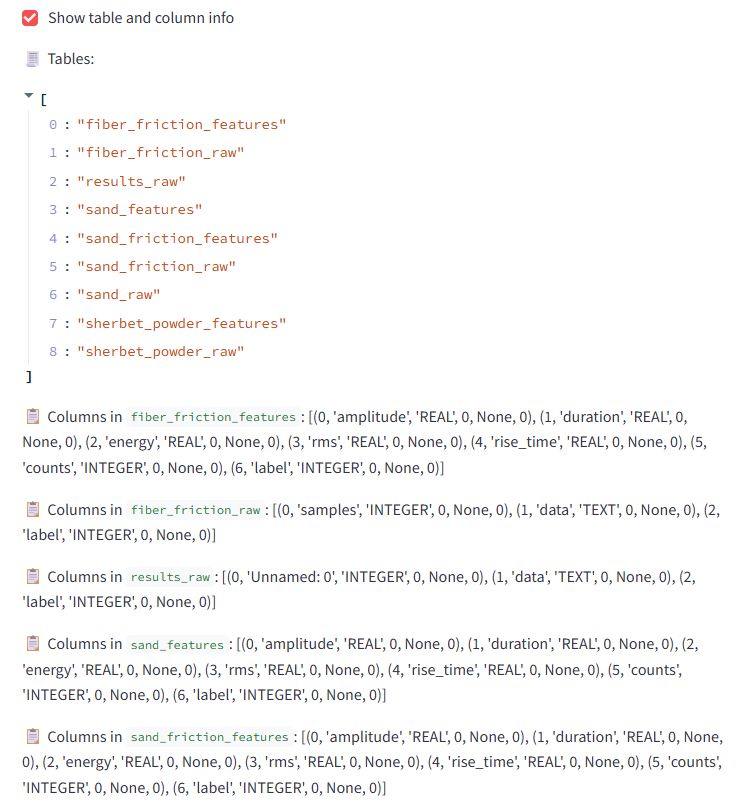 Show table and column info
Tables:
[
0 : "fiber_friction_features"
1 : "fiber_friction_raw"
2 : "results_raw"
3 : "sand_features"
4 : "sand_friction_features"
5 : "sand_friction_raw"
6 : "sand_raw"
7 : "sherbet_powder_features"
8 : "sherbet_powder_raw"
]
Columns in fiber_friction_features : [(0, 'amplitude', 'REAL', 0, None, 0), (1, 'duration', 'REAL', 0,
None, 0), (2, 'energy', 'REAL', 0, None, 0), (3, 'rms', 'REAL', 0, None, 0), (4, 'rise_time', 'REAL', 0, None, 0), (5,
'counts', 'INTEGER', 0, None, 0), (6, 'label', 'INTEGER', 0, None, 0)]
Columns in fiber_friction_raw : [(0, 'samples', 'INTEGER', 0, None, 0), (1, 'data', 'TEXT', 0, None, 0), (2,
'label', 'INTEGER', 0, None, 0)]
Columns in results_raw : [(0, 'Unnamed: 0', 'INTEGER', 0, None, 0), (1, 'data', 'TEXT', 0, None, 0), (2,
'label', 'INTEGER', 0, None, 0)]
Columns in sand_features : [(0, 'amplitude', 'REAL', 0, None, 0), (1, 'duration', 'REAL', 0, None, 0), (2,
'energy', 'REAL', 0, None, 0), (3, 'rms', 'REAL', 0, None, 0), (4, 'rise_time', 'REAL', 0, None, 0), (5, 'counts',
'INTEGER', 0, None, 0), (6, 'label', 'INTEGER', 0, None, 0)]
Columns in sand_friction_features : [(0, 'amplitude', 'REAL', 0, None, 0), (1, 'duration', 'REAL', 0, None,
0), (2, 'energy', 'REAL', 0, None, 0), (3, 'rms', 'REAL', 0, None, 0), (4, 'rise_time', 'REAL', 0, None, 0), (5, 'counts',
'INTEGER', 0, None, 0), (6, 'label', 'INTEGER', 0, None, 0)]